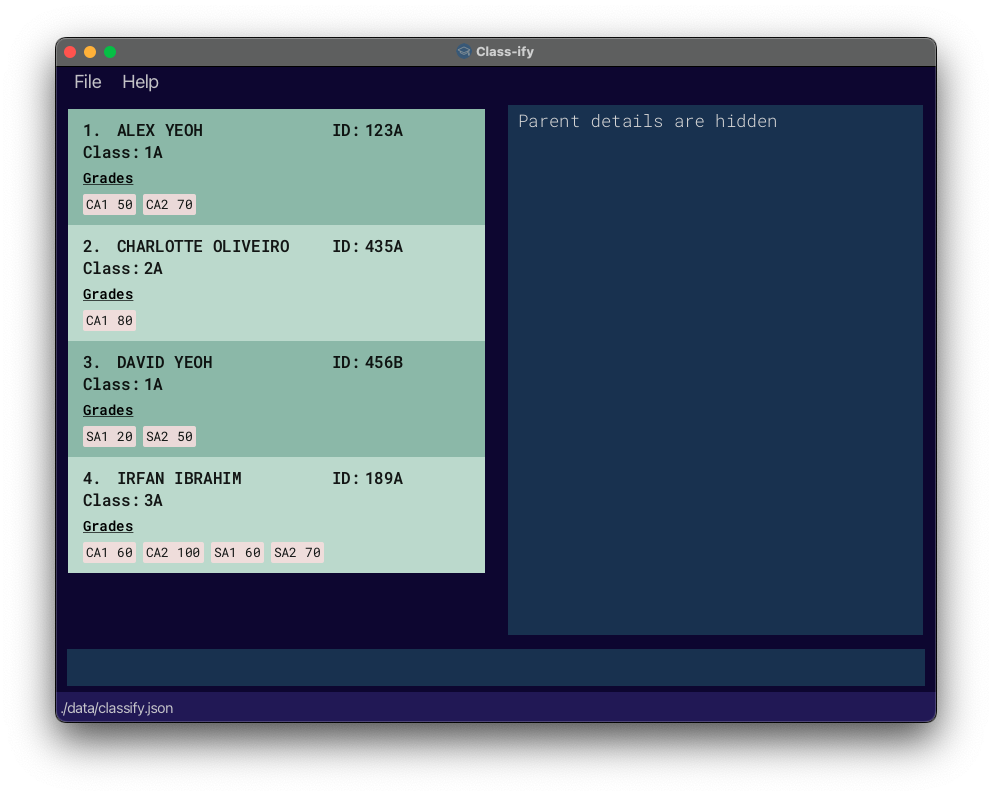 Class-ify
File Help
1. ALEX YEOH ID: 123A
Class: 1A
Grades
CA1 50 CA2 70
2. CHARLOTTE OLIVEIRO ID: 435A
Class: 2A
Grades
CA1 80
3. DAVID YEOH ID: 456B
Class: 1A
Grades
SA1 20 SA2 50
4. IRFAN IBRAHIM ID: 189A
Class: 3A
Grades
CA1 60 CA2 100 SA1 60 SA2 70
Parent details are hidden
./data/classify.json